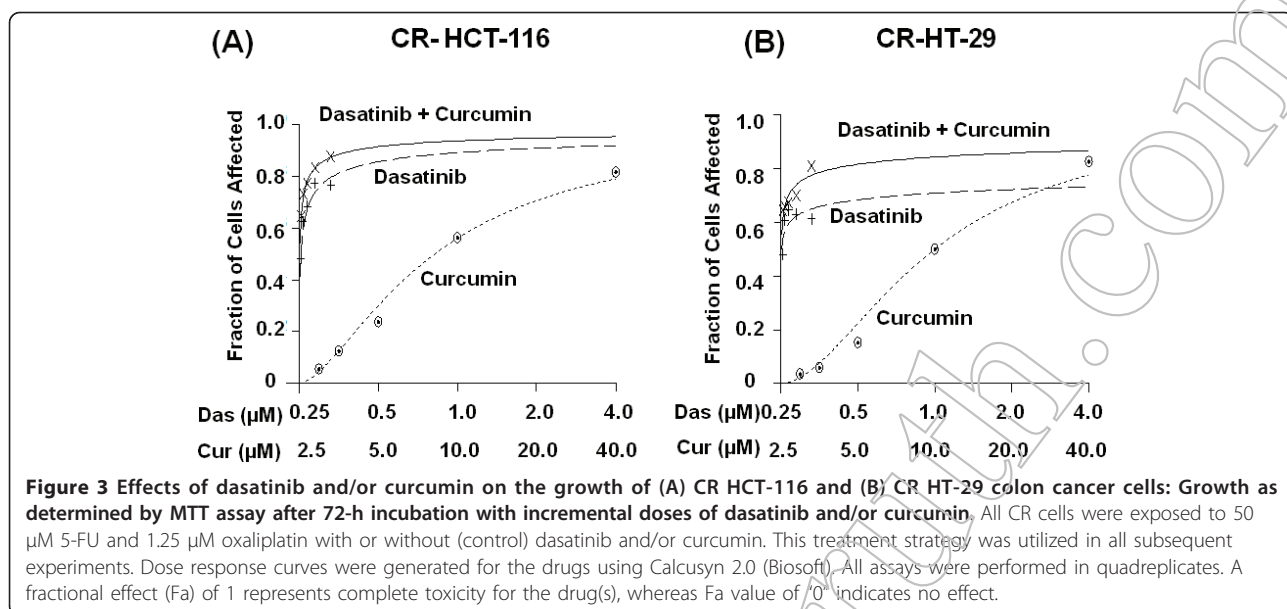 (A) CR- HCT-116
(B) CR-HT-29
Fraction of Cells Affected
1.0
0.8
0.6
0.4
0.2
0
Dasatinib + Curcumin
Dasatinib
Curcumin
Das (µM) 0.25 0.5 1.0 2.0 4.0
Cur (µM) 2.5 5.0 10.0 20.0 40.0
Fraction of Cells Affected
1.0
0.8
0.6
0.4
0.2
0
Dasatinib + Curcumin
Dasatinib
Curcumin
Das (µM) 0.25 0.5 1.0 2.0 4.0
Cur (µM) 2.5 5.0 10.0 20.0 40.0
Figure 3 Effects of dasatinib and/or curcumin on the growth of (A) CR HCT-116 and (B) CR HT-29 colon cancer cells: Growth as
determined by MTT assay after 72-h incubation with incremental doses of dasatinib and/or curcumin. All CR cells were exposed to 50
µM 5-FU and 1.25 µM oxaliplatin with or without (control) dasatinib and/or curcumin. This treatment strategy was utilized in all subsequent
experiments. Dose response curves were generated for the drugs using Calcusyn 2.0 (Biosoft). All assays were performed in quadreplicates. A
fractional effect (Fa) of 1 represents complete toxicity for the drug(s), whereas Fa value of '0' indicates no effect.
ruth.com